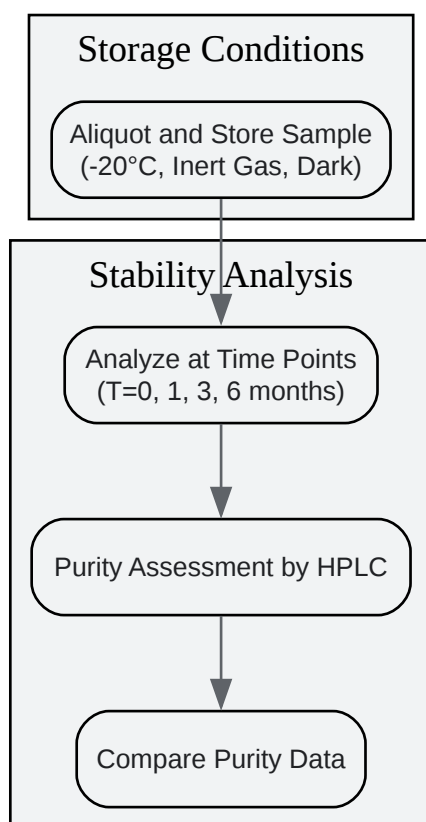 Storage Conditions
Aliquot and Store Sample
(-20°C, Inert Gas, Dark)
Stability Analysis
Analyze at Time Points
(T=0, 1, 3, 6 months)
Purity Assessment by HPLC
Compare Purity Data